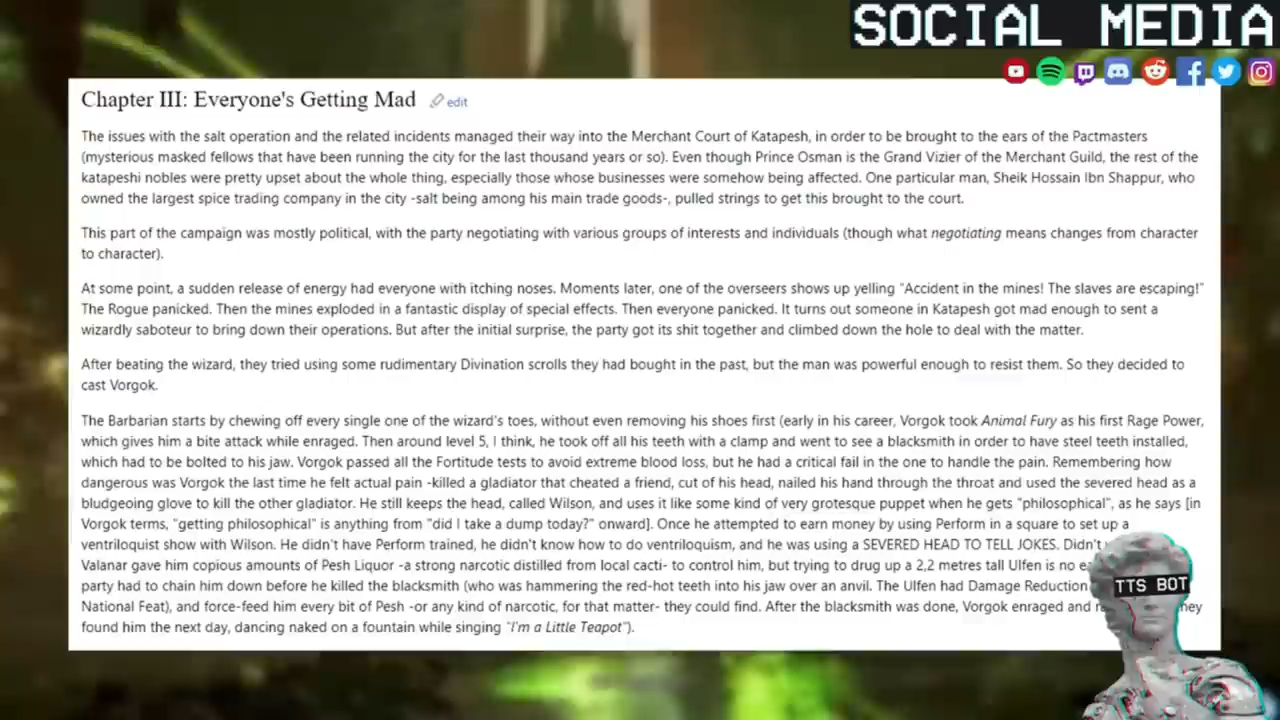 SOCIAL MEDIA
Chapter III: Everyone's Getting Mad edit
The issues with the salt operation and the related incidents managed their way into the Merchant Court of Katapesh, in order to be brought to the ears of the Pactmasters
(mysterious masked fellows that have been running the city for the last thousand years or so). Even though Prince Osman is the Grand Vizier of the Merchant Guild, the rest of the
katapeshi nobles were pretty upset about the whole thing, especially those whose businesses were somehow being affected. One particular man, Sheik Hossain Ibn Shappur, who
owned the largest spice trading company in the city -salt being among his main trade goods-, pulled strings to get this brought to the court.
This part of the campaign was mostly political, with the party negotiating with various groups of interests and individuals (though what negotiating means changes from character
to character).
At some point, a sudden release of energy had everyone with itching noses. Moments later, one of the overseers shows up yelling "Accident in the mines! The slaves are escaping!"
The Rogue panicked. Then the mines exploded in a fantastic display of special effects. Then everyone panicked. It turns out someone in Katapesh got mad enough to sent a
wizardly saboteur to bring down their operations. But after the initial surprise, the party got its shit together and climbed down the hole to deal with the matter.
After beating the wizard, they tried using some rudimentary Divination scrolls they had bought in the past, but the man was powerful enough to resist them. So they decided to
cast Vorgok.
The Barbarian starts by chewing off every single one of the wizard's toes, without even removing his shoes first (early in his career, Vorgok took Animal Fury as his first Rage Power,
which gives him a bite attack while enraged. Then around level 5, I think, he took off all his teeth with a clamp and went to see a blacksmith in order to have steel teeth installed,
which had to be bolted to his jaw. Vorgok passed all the Fortitude tests to avoid extreme blood loss, but he had a critical fail in the one to handle the pain. Remembering how
dangerous was Vorgok the last time he felt actual pain -killed a gladiator that cheated a friend, cut of his head, nailed his hand through the throat and used the severed head as a
bludgeoing glove to kill the other gladiator. He still keeps the head, called Wilson, and uses it like some kind of very grotesque puppet when he gets "philosophical", as he says [in
Vorgok terms, "getting philosophical" is anything from "did I take a dump today?" onward]. Once he attempted to earn money by using Perform in a square to set up a
ventriloquist show with Wilson. He didn't have Perform trained, he didn't know how to do ventriloquism, and he was using a SEVERED HEAD TO TELL JOKES. Didn't
Valanar gave him copious amounts of Pesh Liquor -a strong narcotic distilled from local cacti- to control him, but trying to drug up a 2,2 metres tall Ulfen is no
party had to chain him down before he killed the blacksmith (who was hammering the red-hot teeth into his jaw over an anvil. The Ulfen had Damage Reduction
National Feat), and force-feed him every bit of Pesh -or any kind of narcotic, for that matter- they could find. After the blacksmith was done, Vorgok enraged and
found him the next day, dancing naked on a fountain while singing "I'm a Little Teapot").
TTS BOT